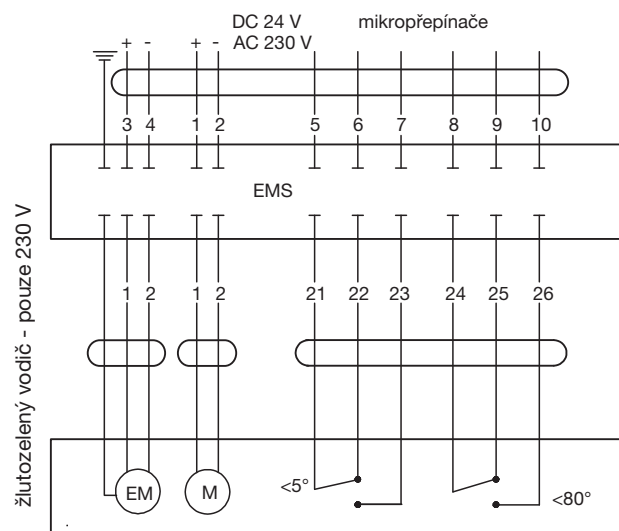 DC 24 V mikropřepínače
+ - + - AC 230 V
3 4 1 2 5 6 7 8 9 10
EMS
1 2 1 2 21 22 23 24 25 26
žlutozelený vodič - pouze 230 V
EM M <5° <80°